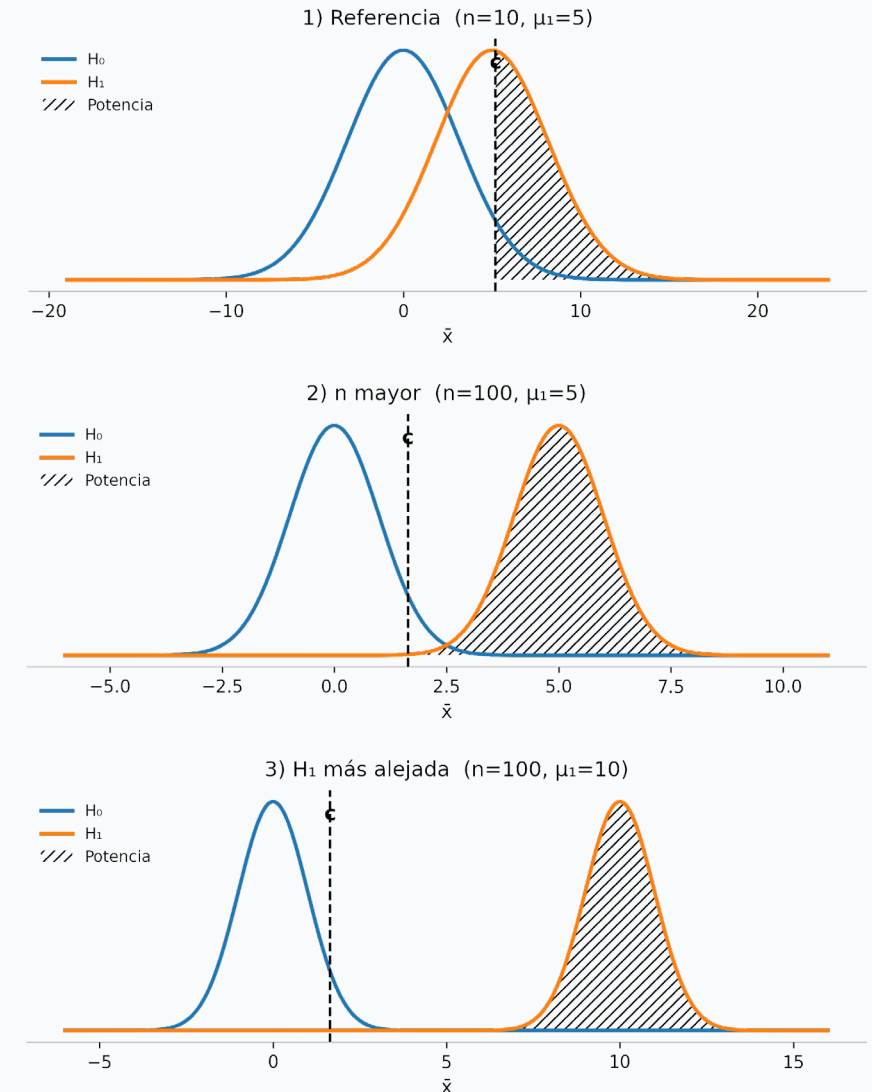 1) Referencia  (n=10, μ₁=5)
c
H₀
H₁
Potencia
−20 −10 0 10 20
x̄
2) n mayor  (n=100, μ₁=5)
c
H₀
H₁
Potencia
−5.0 −2.5 0.0 2.5 5.0 7.5 10.0
x̄
3) H₁ más alejada  (n=100, μ₁=10)
c
H₀
H₁
Potencia
−5 0 5 10 15
x̄